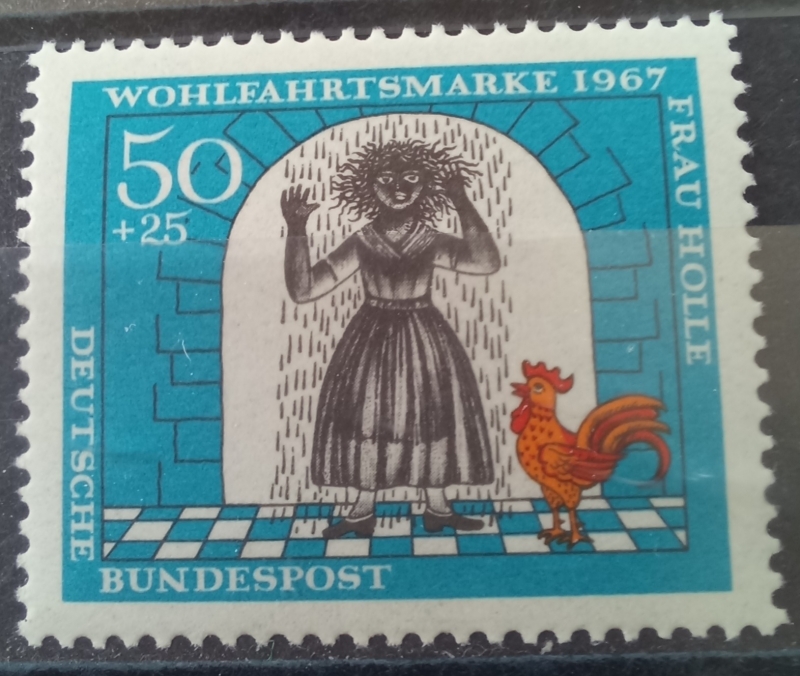 WOHLFAHRTSMARKE 1967
50
+25
FRAU HOLLE
DEUTSCHE
BUNDESPOST